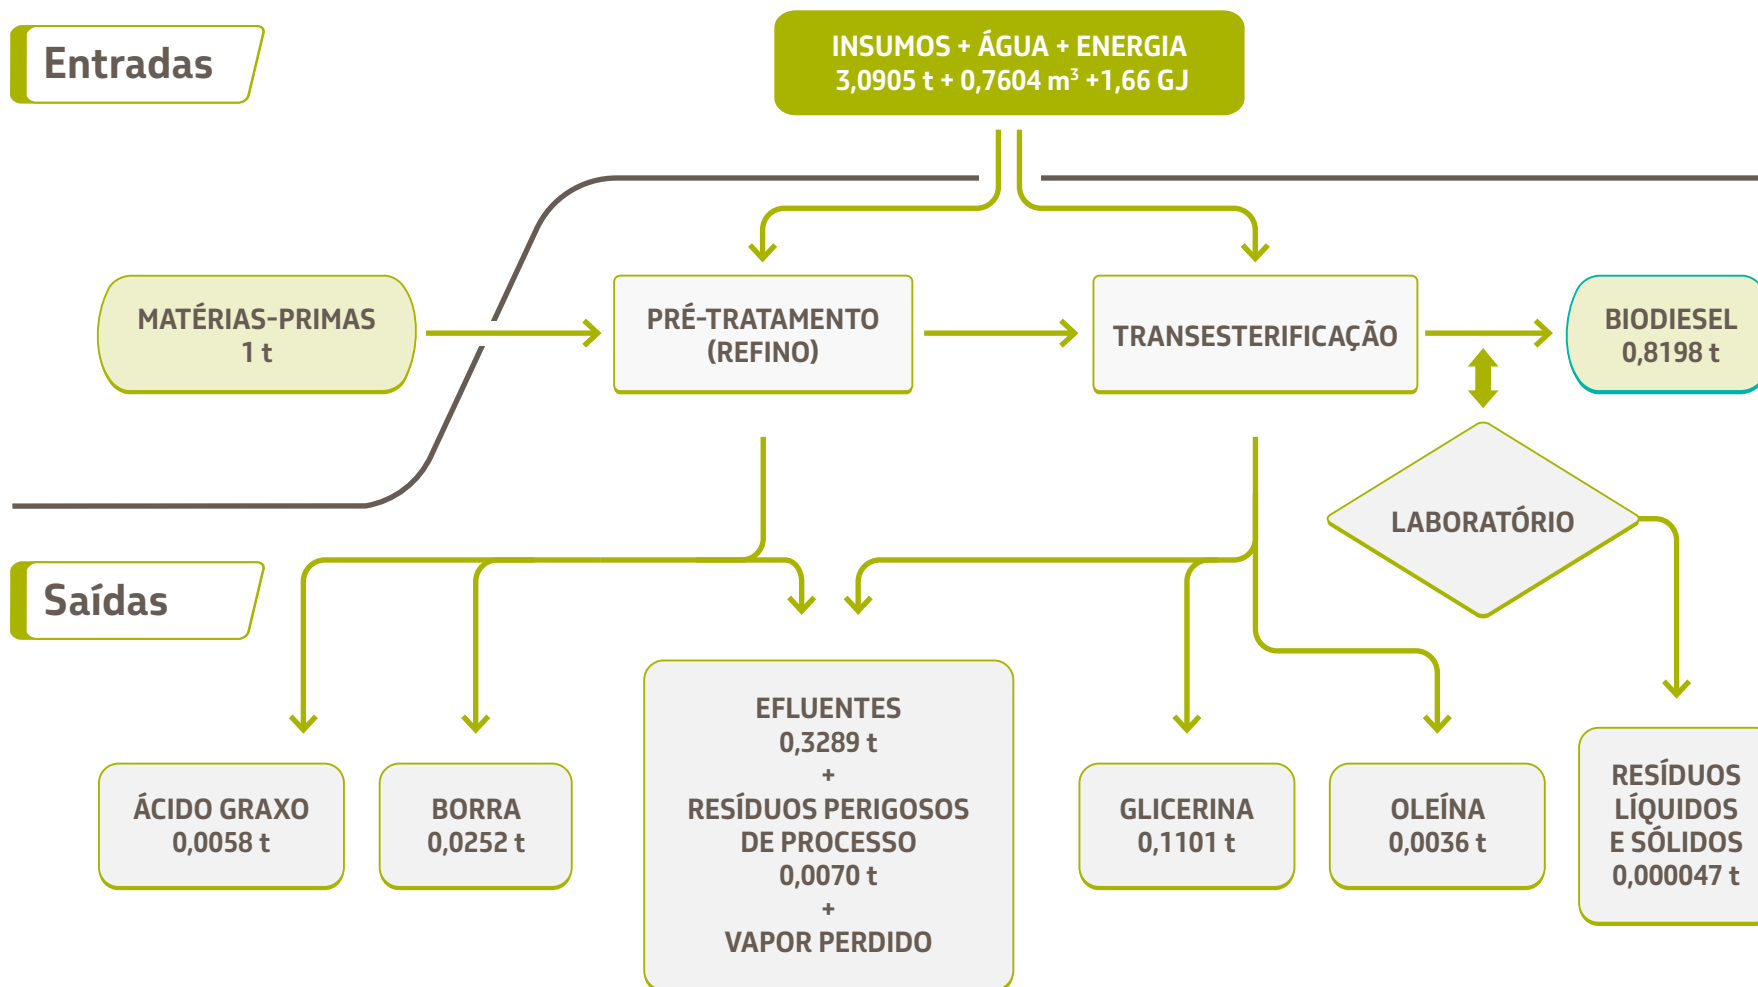 Entradas
INSUMOS + ÁGUA + ENERGIA
3,0905 t + 0,7604 m³ +1,66 GJ
MATÉRIAS-PRIMAS
1 t
PRÉ-TRATAMENTO
(REFINO)
TRANSESTERIFICAÇÃO
BIODIESEL
0,8198 t
LABORATÓRIO
Saídas
ÁCIDO GRAXO
0,0058 t
BORRA
0,0252 t
EFLUENTES
0,3289 t
+
RESÍDUOS PERIGOSOS
DE PROCESSO
0,0070 t
+
VAPOR PERDIDO
GLICERINA
0,1101 t
OLEÍNA
0,0036 t
RESÍDUOS
LÍQUIDOS
E SÓLIDOS
0,000047 t